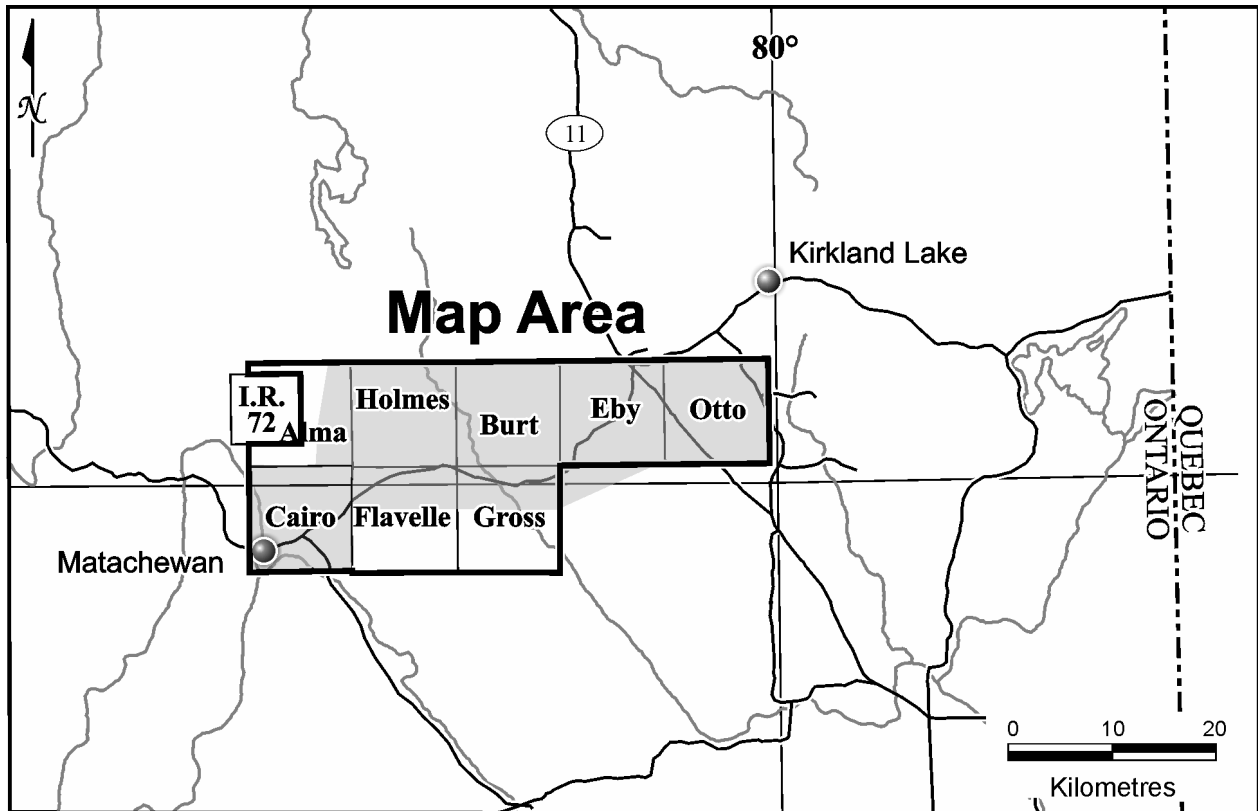 80°
N
11
Kirkland Lake
Map Area
I.R.
72
Alma
Holmes
Burt
Eby
Otto
QUEBEC
ONTARIO
Cairo
Flavelle
Gross
Matachewan
0 10 20
Kilometres